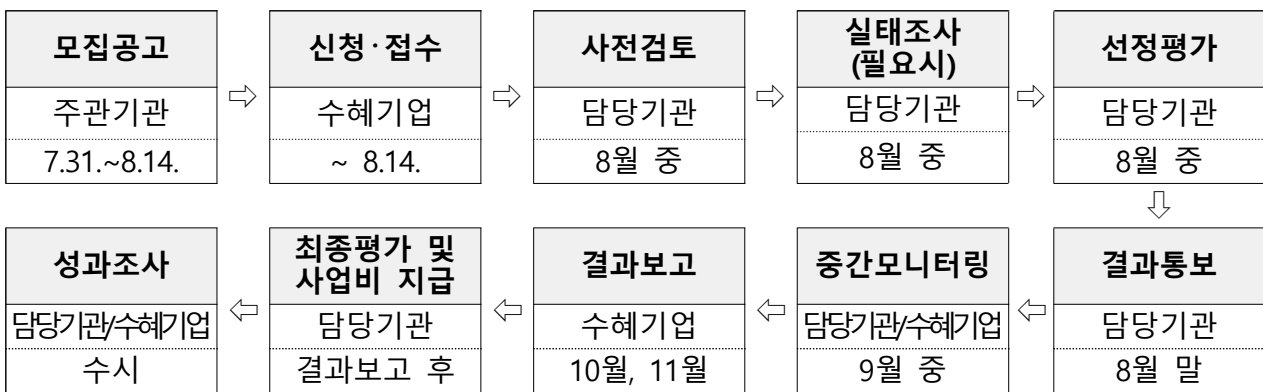 모집공고
주관기관
7.31.~8.14.
신청·접수
수혜기업
~ 8.14.
사전검토
담당기관
8월 중
실태조사
(필요시)
담당기관
8월 중
선정평가
담당기관
8월 중
결과통보
담당기관
8월 말
중간모니터링
담당기관/수혜기업
9월 중
결과보고
수혜기업
10월, 11월
최종평가 및
사업비 지급
담당기관
결과보고 후
성과조사
담당기관/수혜기업
수시